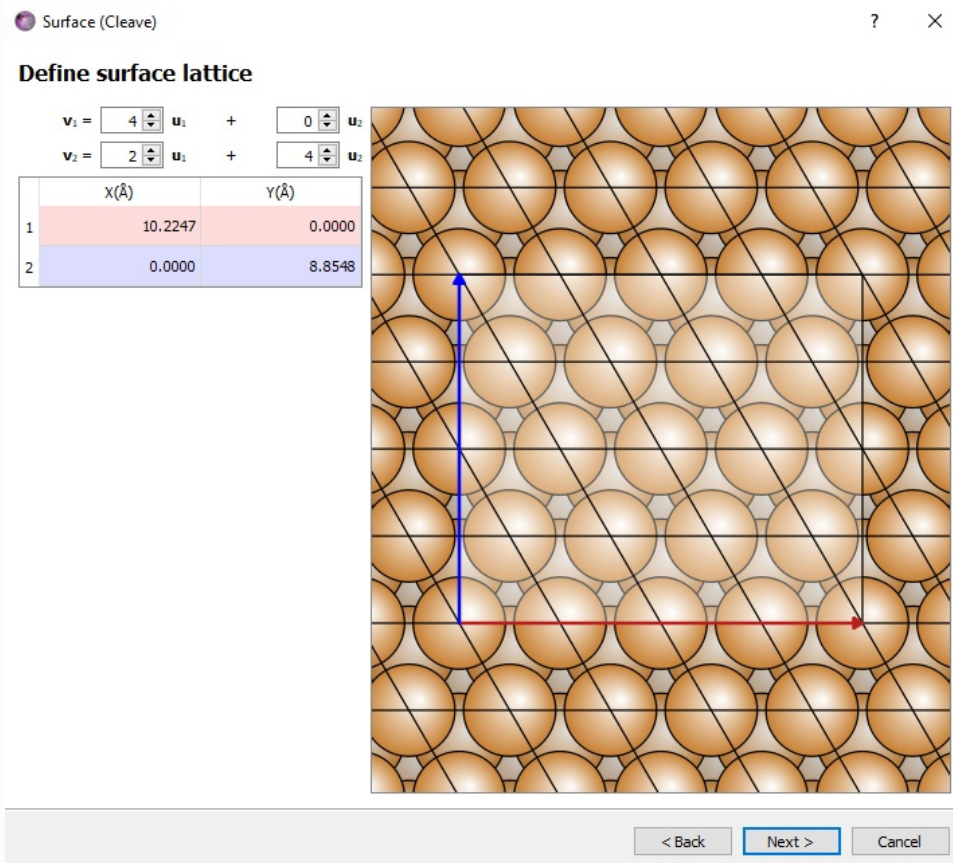 Surface (Cleave) ?
Define surface lattice
v₁ = 4 u₁ + 0 u₂
v₂ = 2 u₁ + 4 u₂
X(Å) Y(Å)
1 10.2247 0.0000
2 0.0000 8.8548
< Back Next > Cancel